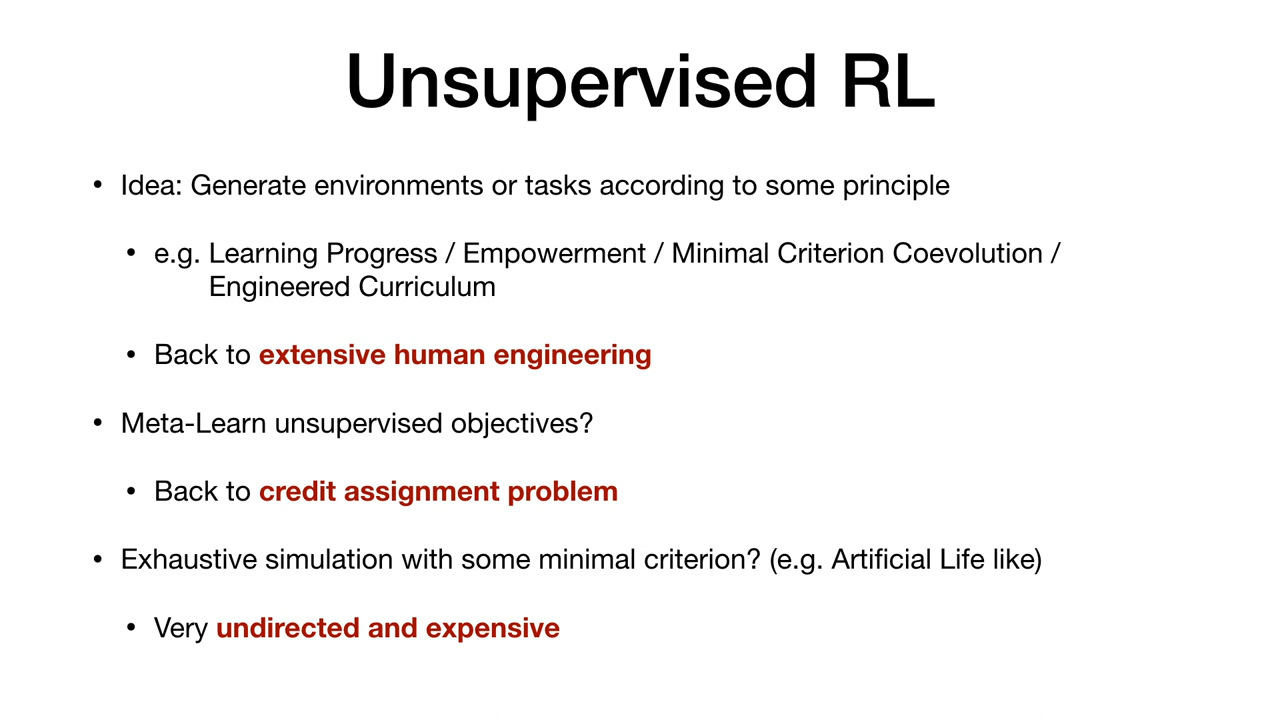 Unsupervised RL
• Idea: Generate environments or tasks according to some principle
• e.g. Learning Progress / Empowerment / Minimal Criterion Coevolution /
Engineered Curriculum
• Back to extensive human engineering
• Meta-Learn unsupervised objectives?
• Back to credit assignment problem
• Exhaustive simulation with some minimal criterion? (e.g. Artificial Life like)
• Very undirected and expensive